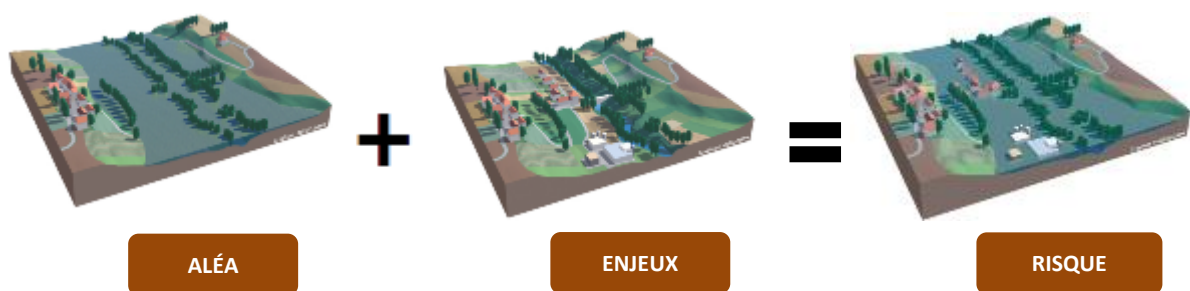 +
=
ALÉA
ENJEUX
RISQUE